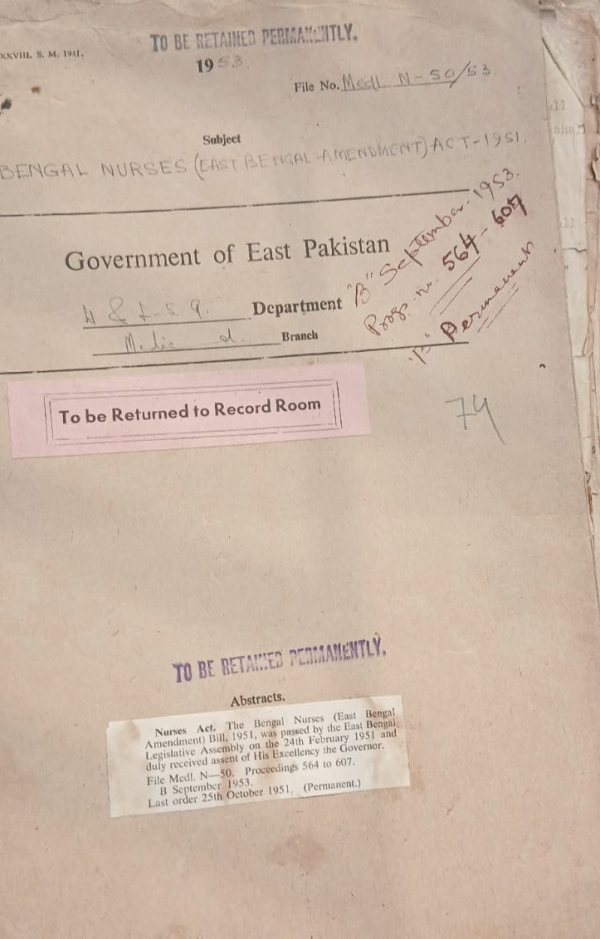 XXVIII. S. M. 1941.
TO BE RETAINED PERMANENTLY.
1953.
File No. Medl N-50/53
Subject
BENGAL NURSES (EAST BENGAL AMENDMENT) ACT-1951.
Government of East Pakistan
H & L.S.G. Department
Medical Branch
"B" September. 1953.
Progs. N. 564-607
"B" Permanent
To be Returned to Record Room
74
TO BE RETAINED PERMANENTLY.
Abstracts.
Nurses Act. The Bengal Nurses (East Bengal
Amendment) Bill, 1951, was passed by the East Bengal
Legislative Assembly on the 24th February 1951 and
duly received assent of His Excellency the Governor.
File Medl. N—50. Proceedings 564 to 607.
B September 1953.
Last order 25th October 1951. (Permanent.)